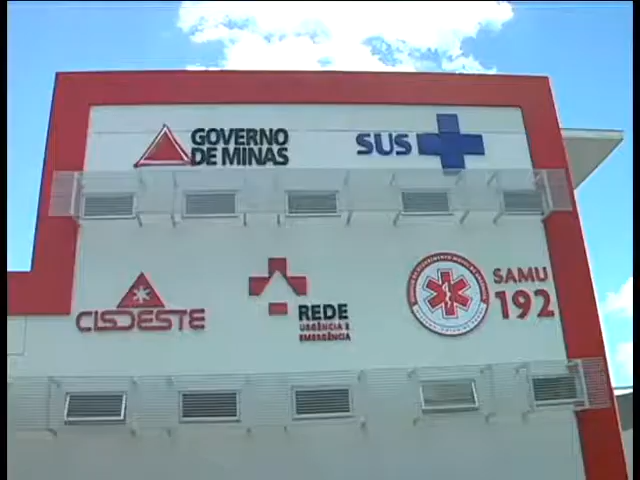 GOVERNO
DE MINAS
SUS
CISDESTE
REDE
URGÊNCIA E
EMERGÊNCIA
SAMU
192